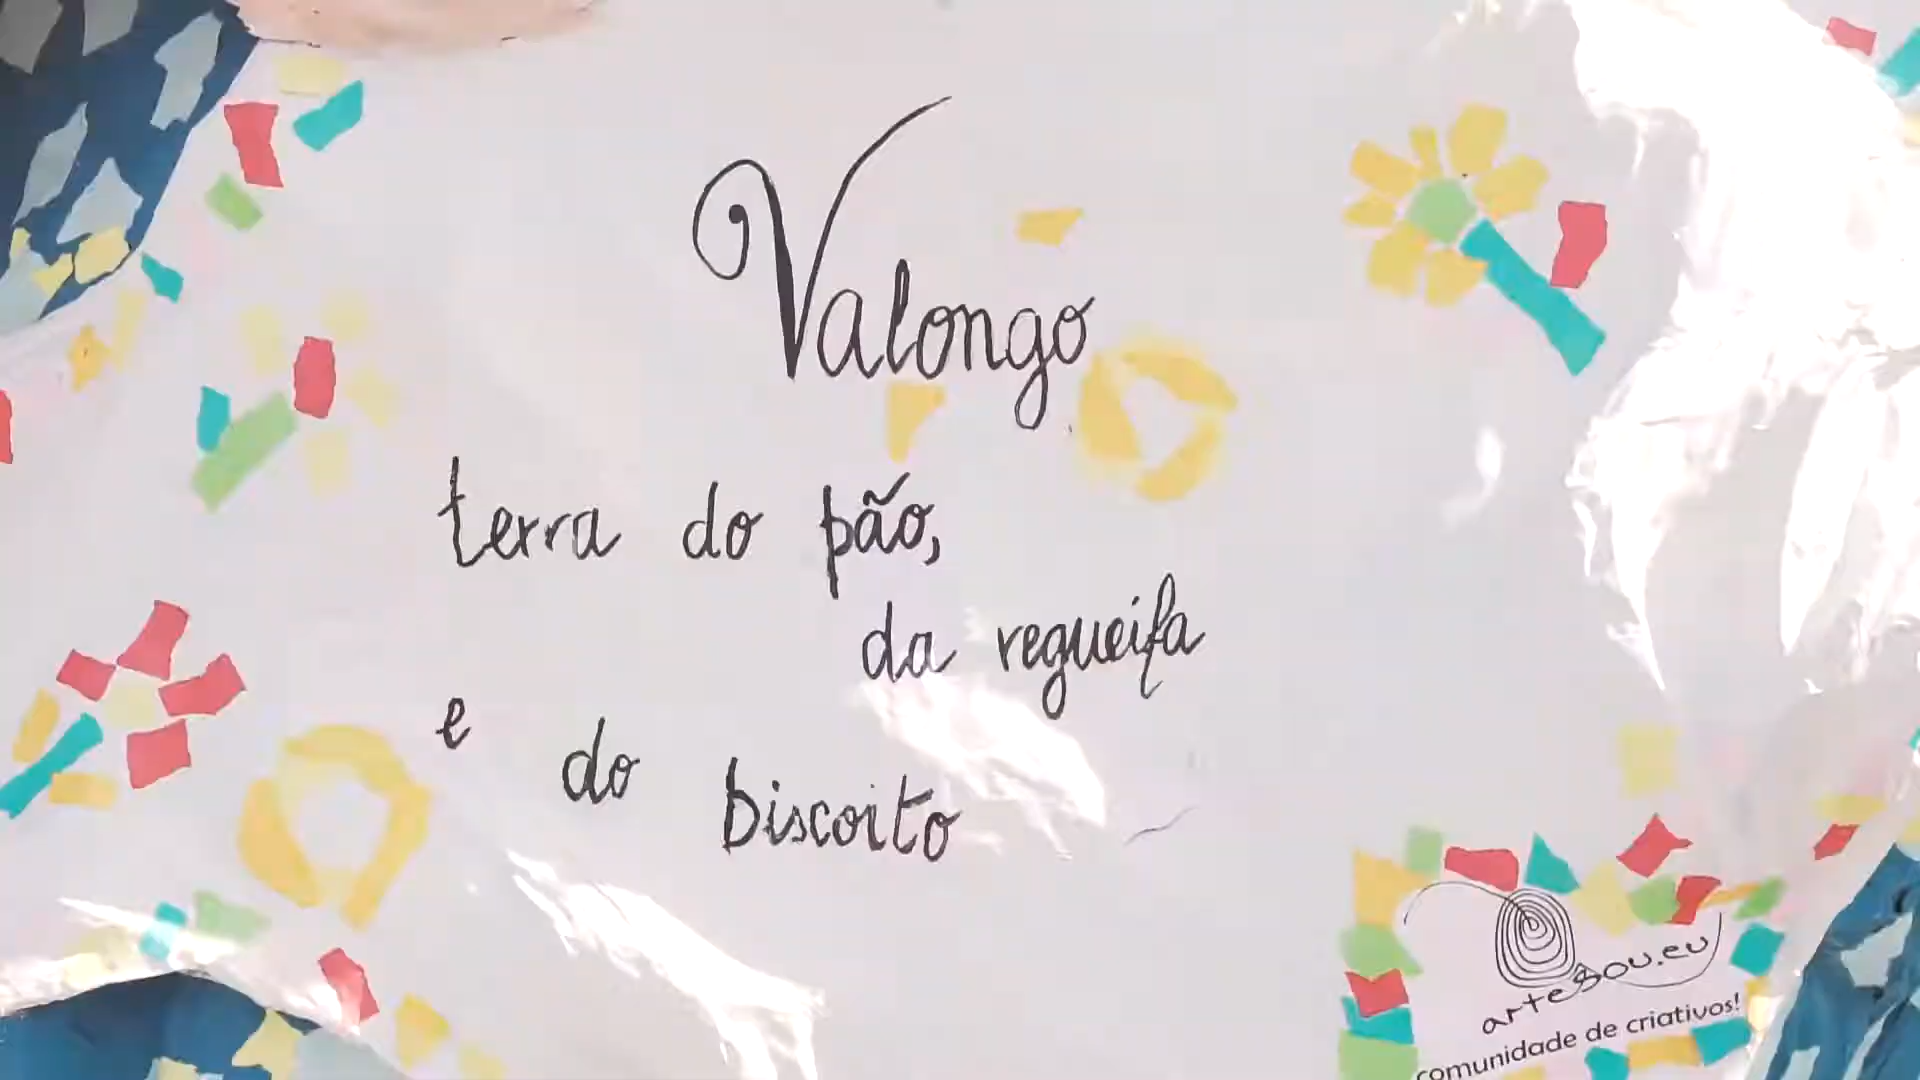 Valongo
terra do pão,
da regueifa
e do biscoito
artesou.eu
comunidade de criativos!